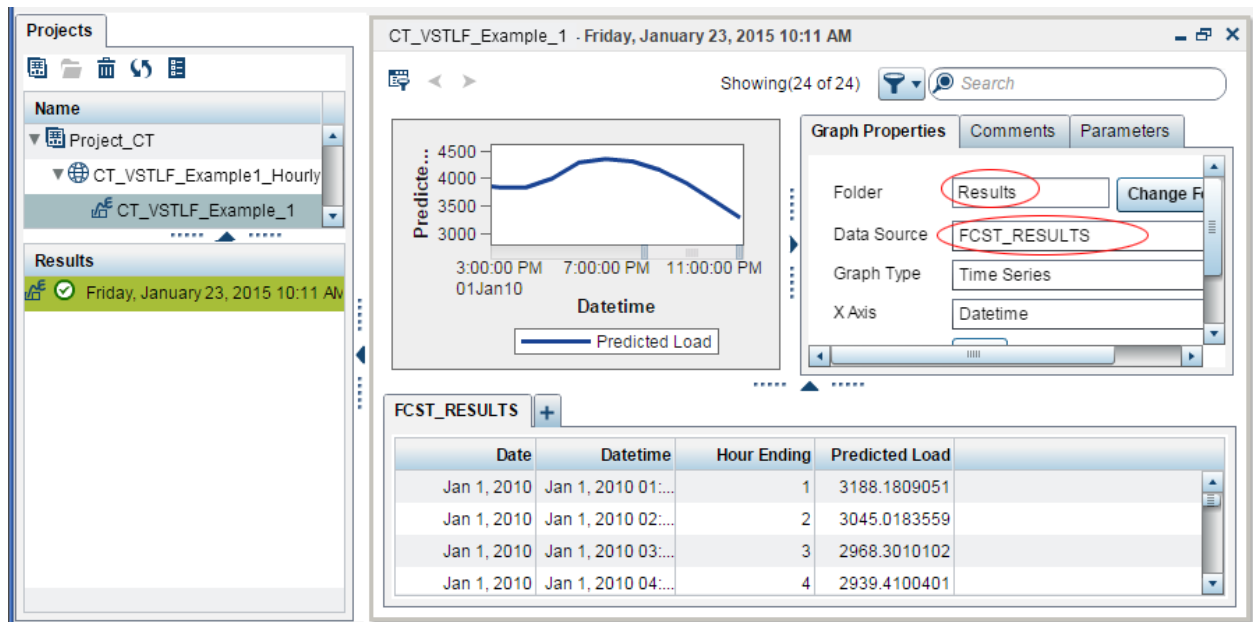 Projects
Name
Project_CT
CT_VSTLF_Example1_Hourly
CT_VSTLF_Example_1
Results
Friday, January 23, 2015 10:11 AM
CT_VSTLF_Example_1 - Friday, January 23, 2015 10:11 AM
Showing(24 of 24)
Search
Predicte...
4500
4000
3500
3000
3:00:00 PM 7:00:00 PM 11:00:00 PM
01Jan10
Datetime
Predicted Load
Graph Properties Comments Parameters
Folder Results Change Fo
Data Source FCST_RESULTS
Graph Type Time Series
X Axis Datetime
FCST_RESULTS +
Date Datetime Hour Ending Predicted Load
Jan 1, 2010 Jan 1, 2010 01:... 1 3188.1809051
Jan 1, 2010 Jan 1, 2010 02:... 2 3045.0183559
Jan 1, 2010 Jan 1, 2010 03:... 3 2968.3010102
Jan 1, 2010 Jan 1, 2010 04:... 4 2939.4100401